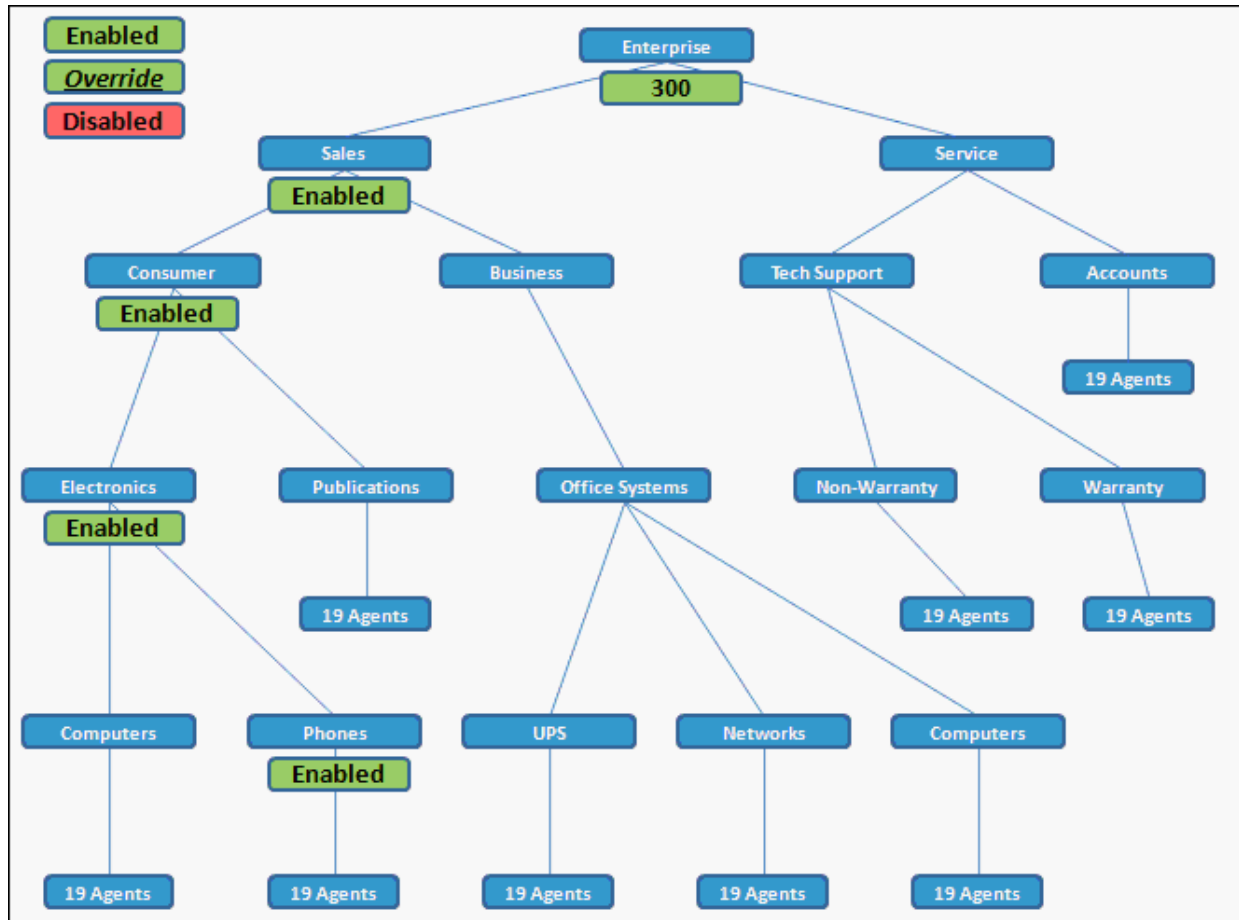 Enabled
Override
Disabled
Enterprise
300
Sales
Service
Enabled
Consumer
Business
Tech Support
Accounts
Enabled
19 Agents
Electronics
Publications
Office Systems
Non-Warranty
Warranty
Enabled
19 Agents
19 Agents
19 Agents
Computers
Phones
UPS
Networks
Computers
Enabled
19 Agents
19 Agents
19 Agents
19 Agents
19 Agents